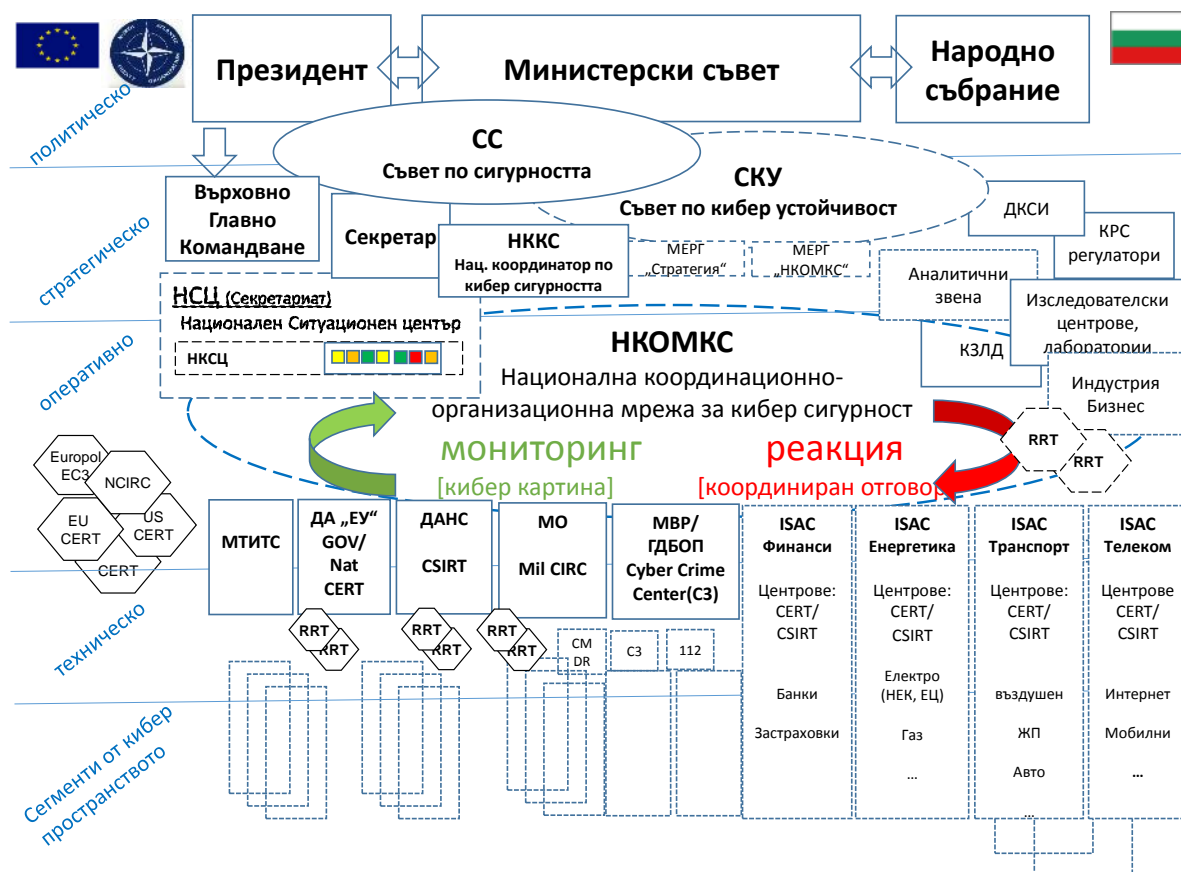 Президент
Министерски съвет
Народно
събрание
политическо
СС
Съвет по сигурността
СКУ
Съвет по кибер устойчивост
Върховно
Главно
Командване
Секретар
НККС
Нац. координатор по
кибер сигурността
МЕРГ
„Стратегия“
МЕРГ
„НКОМКС“
ДКСИ
КРС
регулатори
Аналитични
звена
Изследователски
центрове,
лаборатории
КЗЛД
Индустрия
Бизнес
стратегическо
НСЦ (Секретариат)
Национален Ситуационен център
НКСЦ
оперативно
НКОМКС
Национална координационно-
организационна мрежа за кибер сигурност
мониторинг
[кибер картина]
реакция
[координиран отговор
RRT
RRT
Europol
EC3
NCIRC
EU
CERT
US
CERT
CERT
МТИТС
ДА „ЕУ“
GOV/
Nat
CERT
ДАНС
CSIRT
МО
Mil CIRC
МВР/
ГДБОП
Cyber Crime
Center(C3)
ISAC
Финанси
Центрове:
CERT/
CSIRT
Банки
Застраховки
ISAC
Енергетика
Центрове:
CERT/
CSIRT
Електро
(НЕК, ЕЦ)
Газ
...
ISAC
Транспорт
Центрове:
CERT/
CSIRT
въздушен
ЖП
Авто
...
ISAC
Телеком
Центрове
CERT/
CSIRT
Интернет
Мобилни
...
техническо
RRT
RRT
RRT
RRT
RRT
RRT
CM
DR
C3
112
Сегменти от кибер
пространството